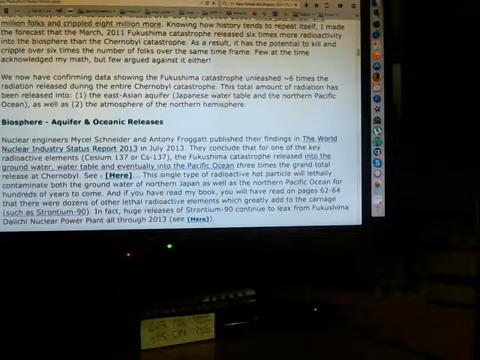 million folks and crippled eight million more. Knowing how history tends to repeat itself, I made
the forecast that the March, 2011 Fukushima catastrophe released six times more radioactivity
into the biosphere than the Chernobyl catastrophe. As a result, it has the potential to kill and
cripple over six times the number of folks over the same time frame. Few at the time
acknowledged my math, but few argued against it either!
We now have confirming data showing the Fukushima catastrophe unleashed ~6 times the
radiation released during the entire Chernobyl catastrophe. This total amount of radiation has
been released into: (1) the east-Asian aquifer (Japanese water table and the northern Pacific
Ocean), as well as (2) the atmosphere of the northern hemisphere.
Biosphere - Aquifer & Oceanic Releases
Nuclear engineers Mycel Schneider and Antony Froggatt published their findings in The World
Nuclear Industry Status Report 2013 in July 2013. They conclude that for one of the key
radioactive elements (Cesium 137 or Cs-137), the Fukushima catastrophe released into the
ground water, water table and eventually into the Pacific Ocean three times the grand total
release at Chernobyl. See [Here]. This single type of radioactive hot particle will lethally
contaminate both the ground water of northern Japan as well as the northern Pacific Ocean for
hundreds of years to come. And if you have read my book, you will have read on pages 62-64
that there were dozens of other lethal radioactive elements which greatly add to the carnage
(such as Strontium-90). In fact, huge releases of Strontium-90 continue to leak from Fukushima
Daiichi Nuclear Power Plant all through 2013 (see [Here]).